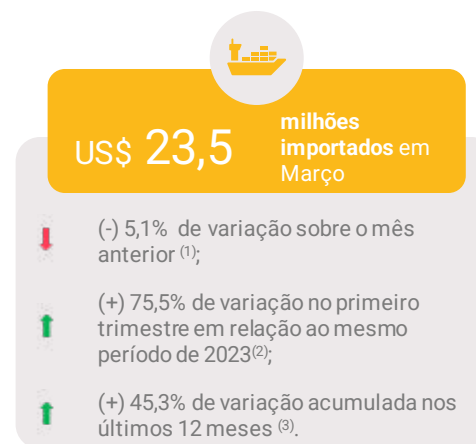 US$ 23,5
milhões
importados em
Março
(-) 5,1% de variação sobre o mês
anterior (1);
(+) 75,5% de variação no primeiro
trimestre em relação ao mesmo
período de 2023(2);
(+) 45,3% de variação acumulada nos
últimos 12 meses (3).